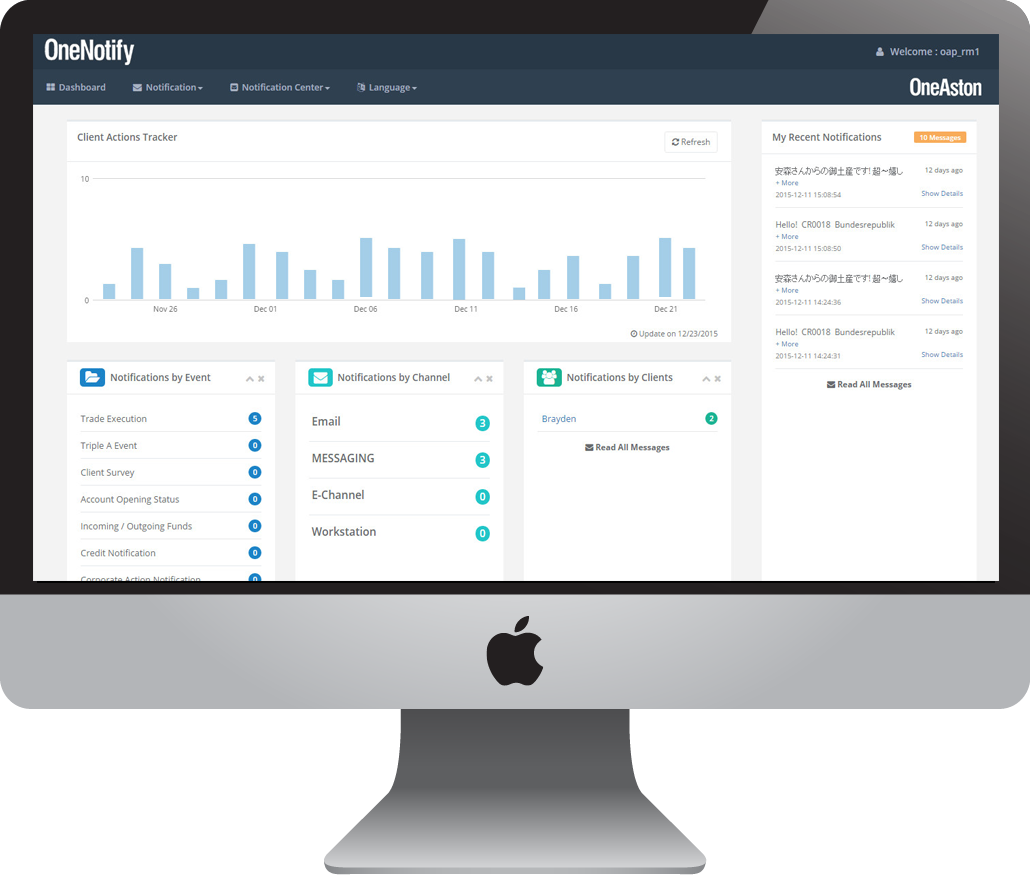 OneNotify
Welcome : oap_rm1
Dashboard
Notification
Notification Center
Language
OneAston
Client Actions Tracker
Refresh
10
0
Nov 26
Dec 01
Dec 06
Dec 11
Dec 16
Dec 21
Update on 12/23/2015
My Recent Notifications
10 Messages
安森さんからの御土産です! 超～嬉し
12 days ago
+ More
2015-12-11 15:08:54
Show Details
Hello! CR0018 Bundesrepublik
12 days ago
+ More
2015-12-11 15:08:50
Show Details
安森さんからの御土産です! 超～嬉し
12 days ago
+ More
2015-12-11 14:24:36
Show Details
Hello! CR0018 Bundesrepublik
12 days ago
+ More
2015-12-11 14:24:31
Show Details
Read All Messages
Notifications by Event
Trade Execution 5
Triple A Event 0
Client Survey 0
Account Opening Status 0
Incoming / Outgoing Funds 0
Credit Notification 0
Corporate Action Notification 0
Notifications by Channel
Email 3
MESSAGING 3
E-Channel 0
Workstation 0
Notifications by Clients
Brayden 2
Read All Messages